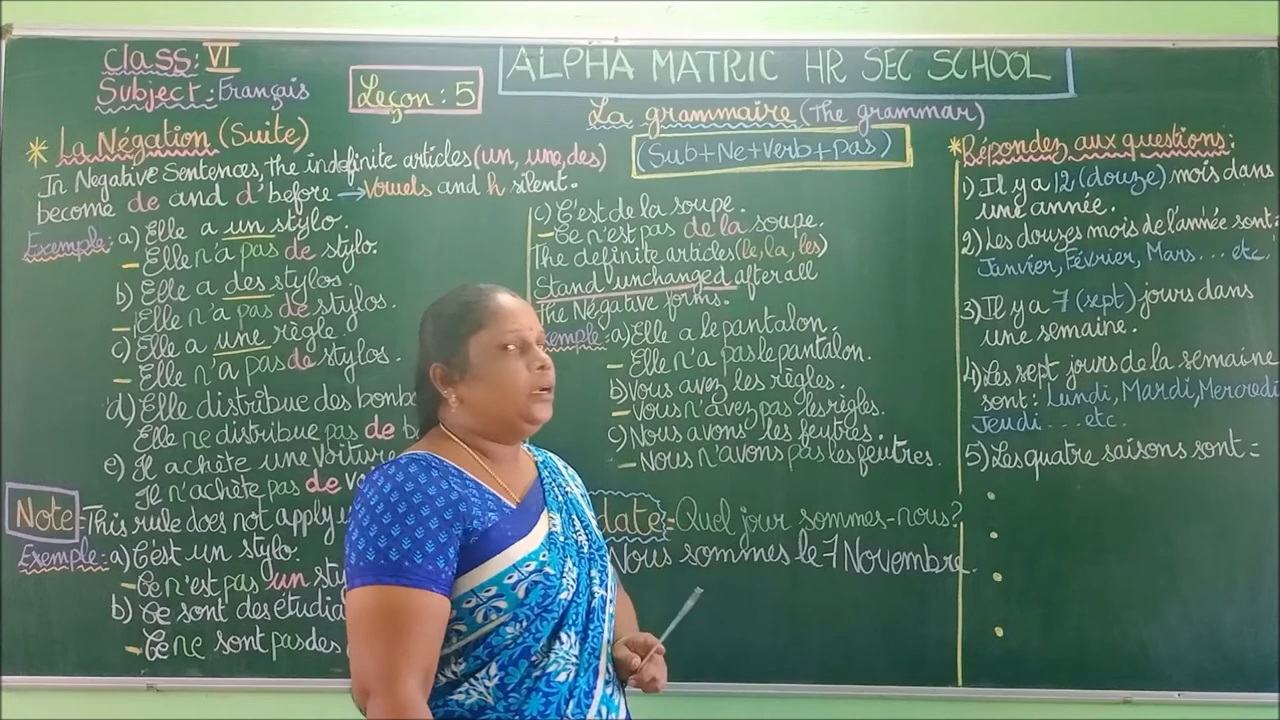 Class: VI
Subject: Français
Leçon: 5
ALPHA MATRIC HR SEC SCHOOL
La grammaire (The grammar)
* La Négation (Suite)
(Sub+Ne+Verb+pas)
In Negative Sentences, the indefinite articles (un, une, des)
become de and d' before → Vowels and h silent.
Exemple: a) Elle a un stylo.
– Elle n'a pas de stylo.
b) Elle a des stylos.
– Elle n'a pas de stylos.
c) Elle a une règle.
– Elle n'a pas de stylos.
d) Elle distribue des bonb
Elle ne distribue pas de b
e) Il achète une voiture
Il n'achète pas de vo
Note = This rule does not apply
Exemple: a) C'est un stylo.
– Ce n'est pas un sty
b) Ce sont des étudia
– Ce ne sont pas des
c) C'est de la soupe.
– Ce n'est pas de la soupe.
The definite articles (le, la, les)
Stand unchanged after all
The Négative forms.
emple: a) Elle a le pantalon.
– Elle n'a pas le pantalon.
b) Vous avez les règles.
– Vous n'avez pas les règles.
c) Nous avons les feutres.
– Nous n'avons pas les feutres.
date = Quel jour sommes-nous?
Nous sommes le 7 Novembre.
* Répondez aux questions:
1) Il y a 12 (douze) mois dans
une année.
2) Les douzes mois de l'année sont:
Janvier, Février, Mars... etc.
3) Il y a 7 (sept) jours dans
une semaine.
4) Les sept jours de la semaine
sont: Lundi, Mardi, Mercredi
Jeudi.... etc.
5) Les quatre saisons sont =